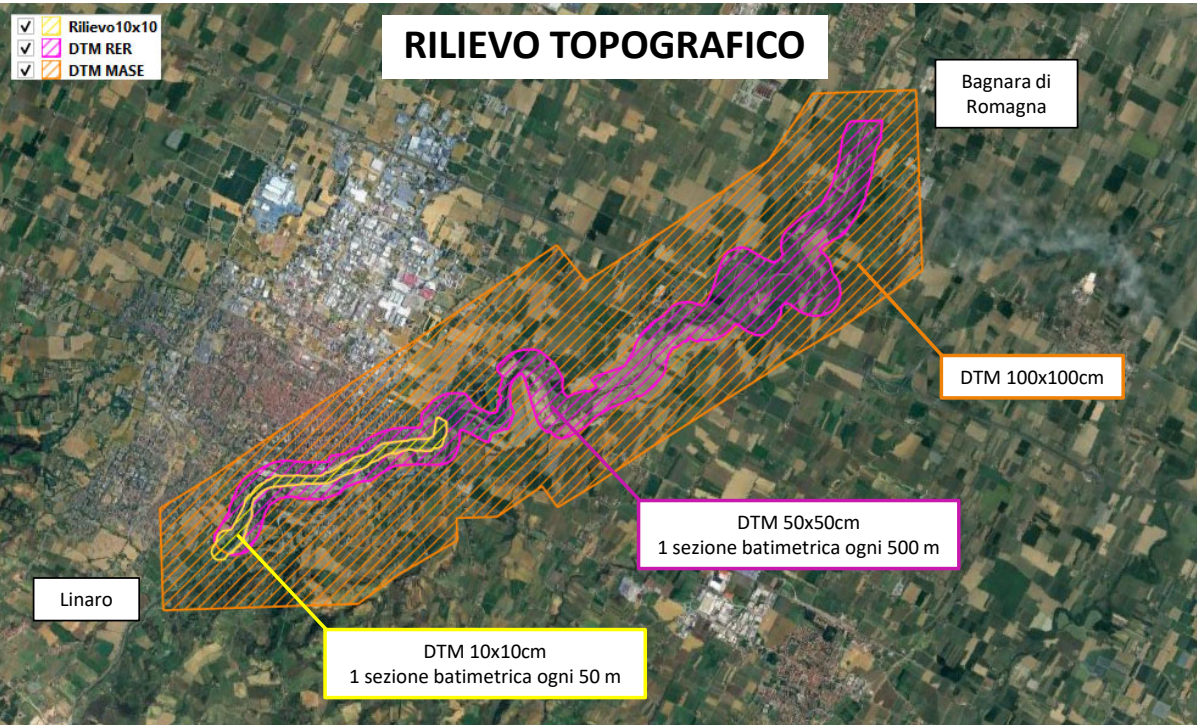 Rilievo10x10
DTM RER
DTM MASE
RILIEVO TOPOGRAFICO
Bagnara di
Romagna
DTM 100x100cm
DTM 50x50cm
1 sezione batimetrica ogni 500 m
Linaro
DTM 10x10cm
1 sezione batimetrica ogni 50 m